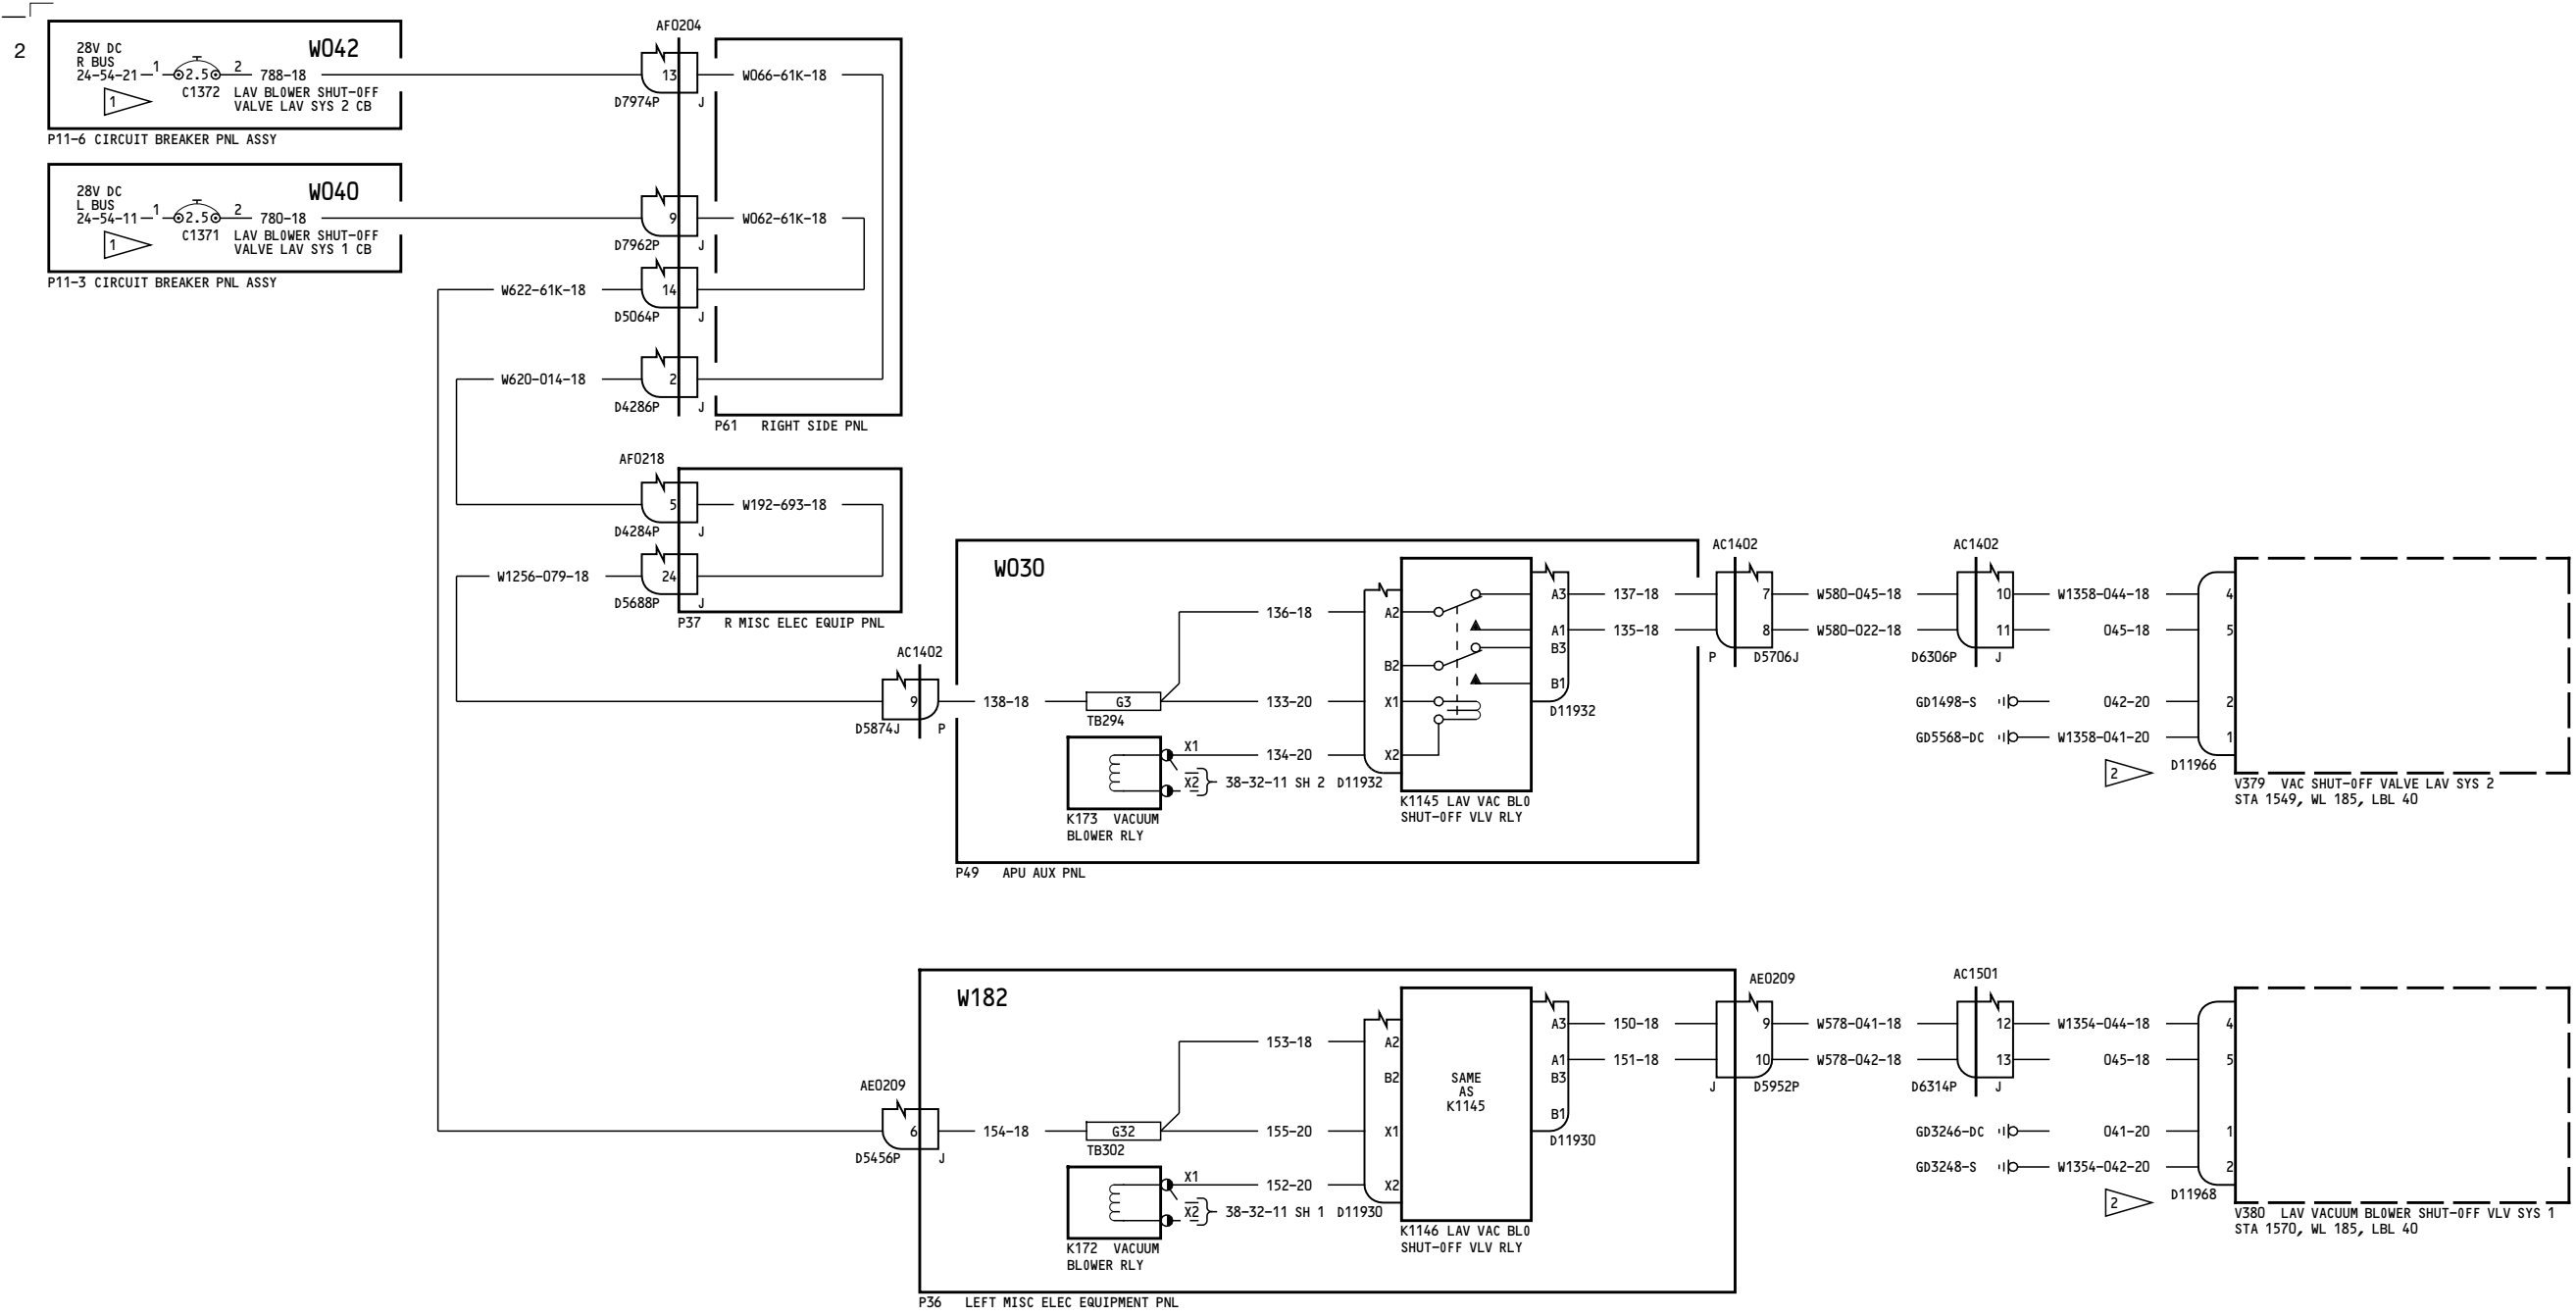 2
28V DC
R BUS
24-54-21
1
2.5
2
788-18
W042
1
C1372
LAV BLOWER SHUT-OFF
VALVE LAV SYS 2 CB
P11-6 CIRCUIT BREAKER PNL ASSY
28V DC
L BUS
24-54-11
1
2.5
2
780-18
W040
1
C1371
LAV BLOWER SHUT-OFF
VALVE LAV SYS 1 CB
P11-3 CIRCUIT BREAKER PNL ASSY
AF0204
13
W066-61K-18
D7974P
J
9
W062-61K-18
D7962P
J
W622-61K-18
14
D5064P
J
W620-014-18
2
D4286P
J
P61 RIGHT SIDE PNL
AF0218
5
W192-693-18
D4284P
J
W1256-079-18
24
D5688P
J
P37 R MISC ELEC EQUIP PNL
AC1402
9
D5874J
P
W030
138-18
G3
TB294
136-18
133-20
134-20
X1
X2
38-32-11 SH 2
D11932
K173 VACUUM
BLOWER RLY
A2
B2
X1
X2
A3
A1
B3
B1
D11932
K1145 LAV VAC BLO
SHUT-OFF VLV RLY
137-18
135-18
P49 APU AUX PNL
AC1402
7
8
P
D5706J
W580-045-18
W580-022-18
AC1402
10
11
D6306P
J
W1358-044-18
045-18
GD1498-S
042-20
GD5568-DC
W1358-041-20
4
5
2
1
2
D11966
V379 VAC SHUT-OFF VALVE LAV SYS 2
STA 1549, WL 185, LBL 40
AE0209
6
D5456P
J
W182
154-18
G32
TB302
153-18
155-20
152-20
X1
X2
38-32-11 SH 1
D11930
K172 VACUUM
BLOWER RLY
A2
B2
X1
X2
SAME
AS
K1145
A3
A1
B3
B1
D11930
K1146 LAV VAC BLO
SHUT-OFF VLV RLY
150-18
151-18
P36 LEFT MISC ELEC EQUIPMENT PNL
AE0209
9
10
J
D5952P
W578-041-18
W578-042-18
AC1501
12
13
D6314P
J
W1354-044-18
045-18
GD3246-DC
041-20
GD3248-S
W1354-042-20
4
5
1
2
2
D11968
V380 LAV VACUUM BLOWER SHUT-OFF VLV SYS 1
STA 1570, WL 185, LBL 40